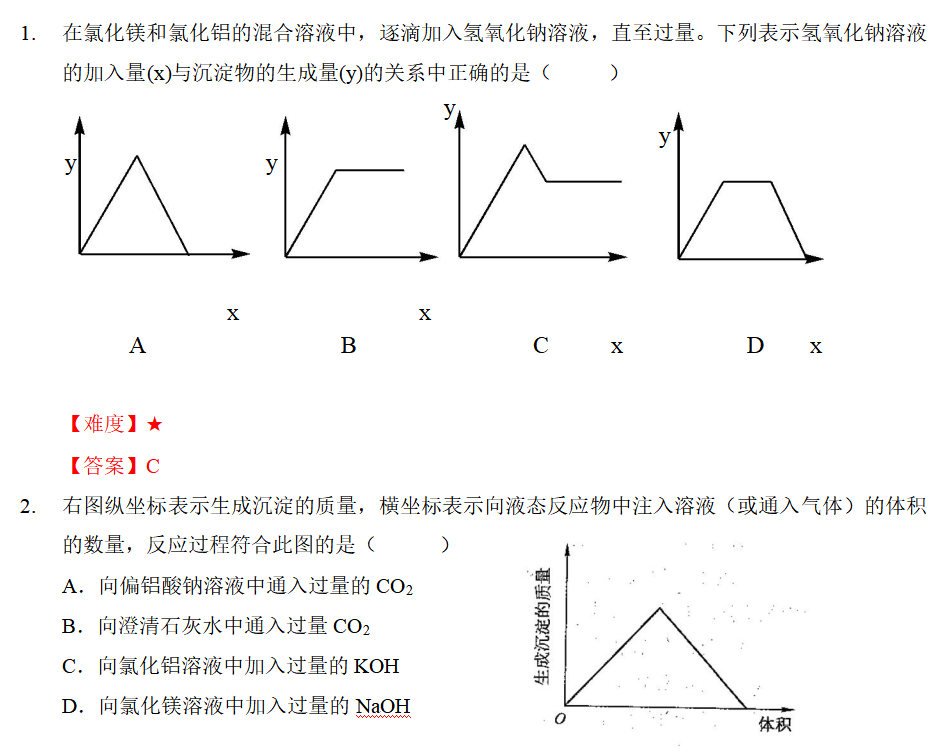 1. 在氯化镁和氯化铝的混合溶液中，逐滴加入氢氧化钠溶液，直至过量。下列表示氢氧化钠溶液
的加入量(x)与沉淀物的生成量(y)的关系中正确的是（　　）
y y y y
x x
A B C x D x
【难度】★
【答案】C
2. 右图纵坐标表示生成沉淀的质量，横坐标表示向液态反应物中注入溶液（或通入气体）的体积
的数量，反应过程符合此图的是（　　）
A．向偏铝酸钠溶液中通入过量的 CO₂
B．向澄清石灰水中通入过量 CO₂
C．向氯化铝溶液中加入过量的 KOH
D．向氯化镁溶液中加入过量的 NaOH
生成沉淀的质量
O 体积